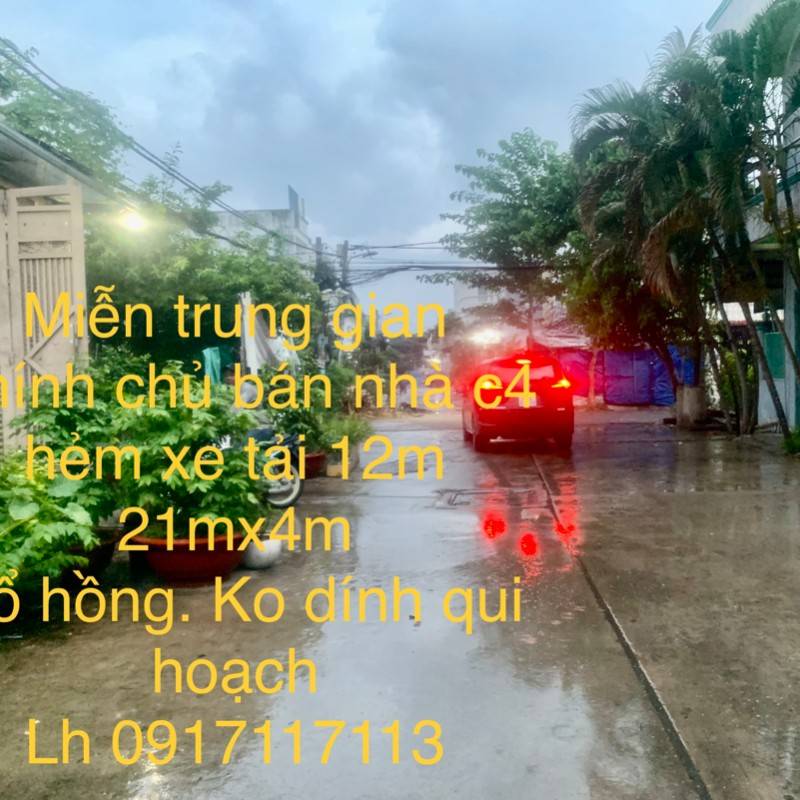 Miễn trung gian
hính chủ bán nhà c4
hẻm xe tải 12m
21mx4m
ổ hồng. Ko dính qui
hoạch
Lh 0917117113